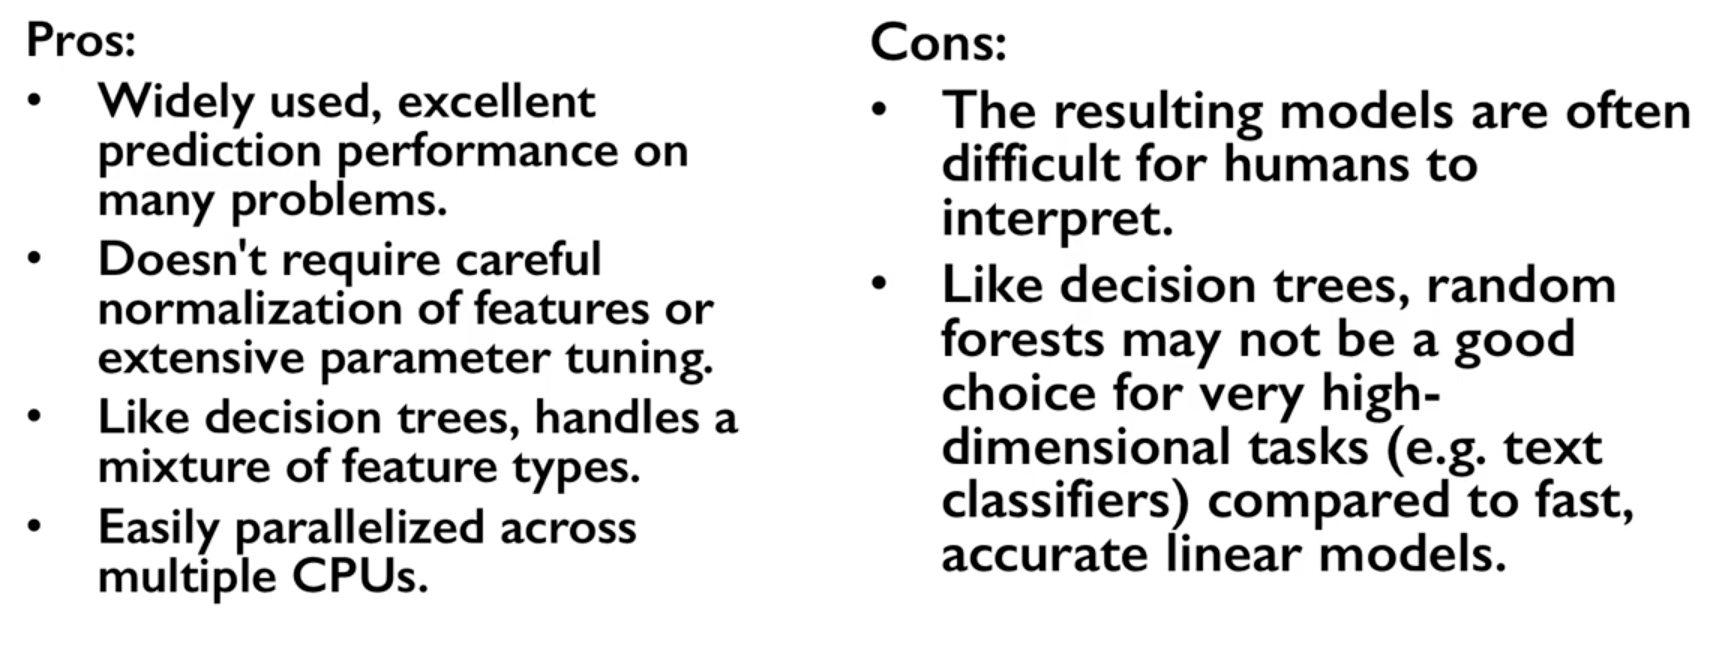 Pros:
• Widely used, excellent
prediction performance on
many problems.
• Doesn't require careful
normalization of features or
extensive parameter tuning.
• Like decision trees, handles a
mixture of feature types.
• Easily parallelized across
multiple CPUs.
Cons:
• The resulting models are often
difficult for humans to
interpret.
• Like decision trees, random
forests may not be a good
choice for very high-
dimensional tasks (e.g. text
classifiers) compared to fast,
accurate linear models.